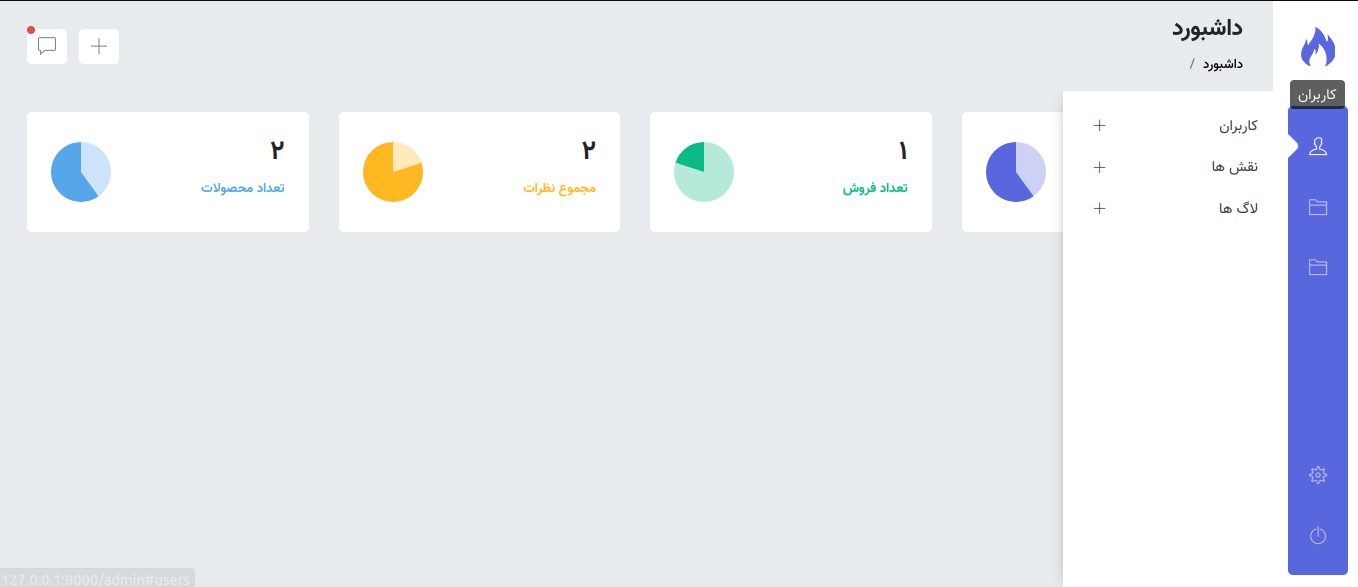 داشبورد
داشبورد /
کاربران
کاربران
نقش ها
لاگ ها
۱
تعداد فروش
۲
مجموع نظرات
۲
تعداد محصولات
127.0.0.1:8000/admin#users